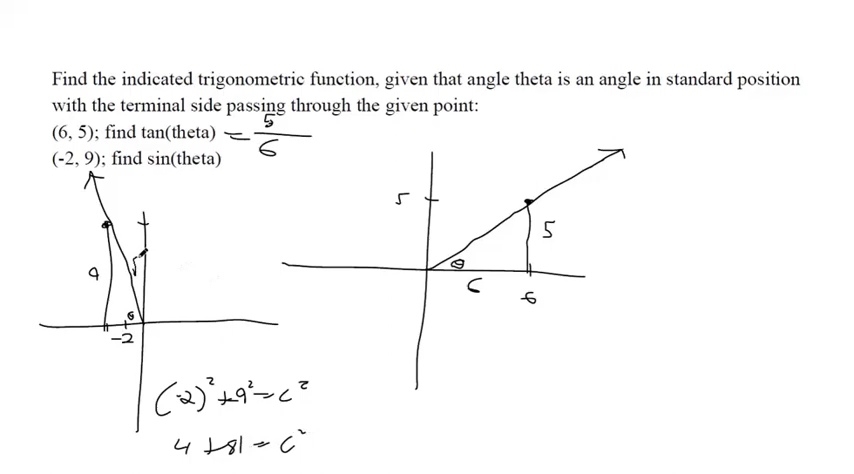 Find the indicated trigonometric function, given that angle theta is an angle in standard position
with the terminal side passing through the given point:
(6, 5); find tan(theta) = 5/6
(-2, 9); find sin(theta)
5
5
θ
6
6
9
√
θ
-2
(-2)² + 9² = c²
4 + 81 = c²